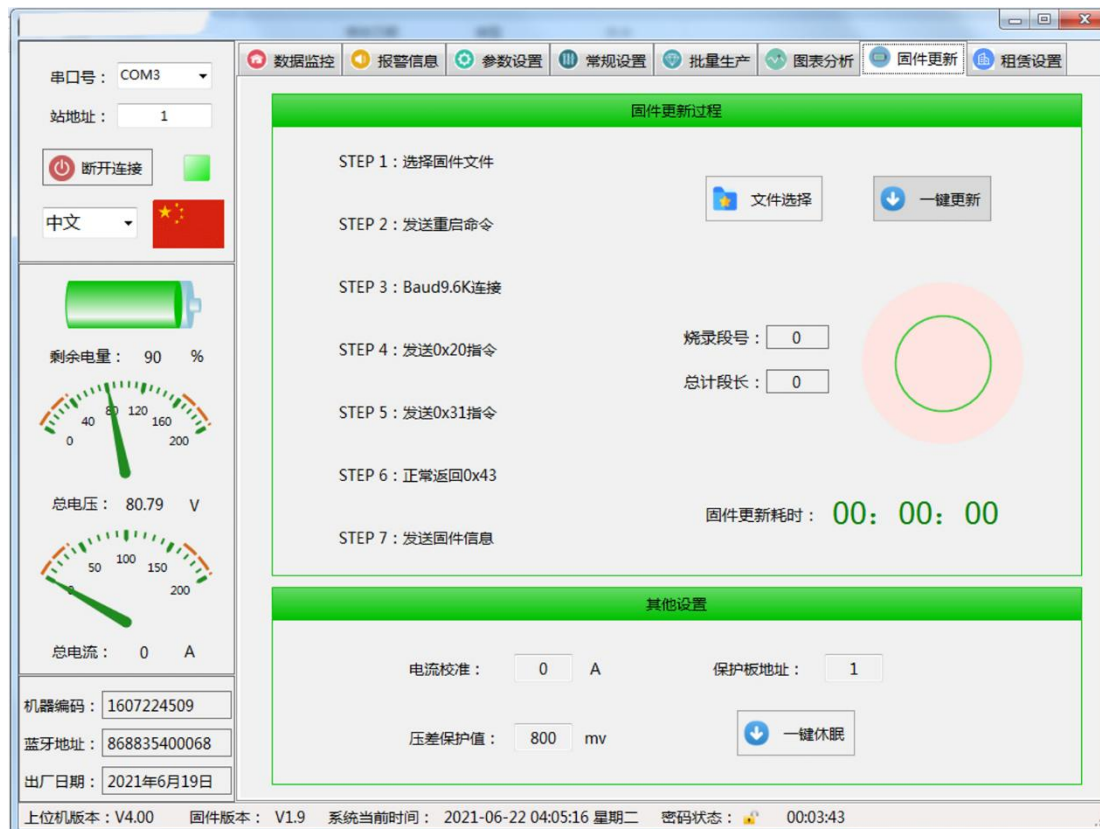 数据监控 报警信息 参数设置 常规设置 批量生产 图表分析 固件更新 租赁设置
串口号： COM3
站地址： 1
断开连接
中文
剩余电量： 90 %
0 40 80 120 160 200
总电压： 80.79 V
0 50 100 150 200
总电流： 0 A
机器编码： 1607224509
蓝牙地址： 868835400068
出厂日期： 2021年6月19日
固件更新过程
STEP 1：选择固件文件
文件选择 一键更新
STEP 2：发送重启命令
STEP 3：Baud9.6K连接
烧录段号： 0
STEP 4：发送0x20指令
总计段长： 0
STEP 5：发送0x31指令
STEP 6：正常返回0x43
固件更新耗时： 00：00：00
STEP 7：发送固件信息
其他设置
电流校准： 0 A 保护板地址： 1
压差保护值： 800 mv 一键休眠
上位机版本：V4.00 固件版本： V1.9 系统当前时间： 2021-06-22 04:05:16 星期二 密码状态： 00:03:43